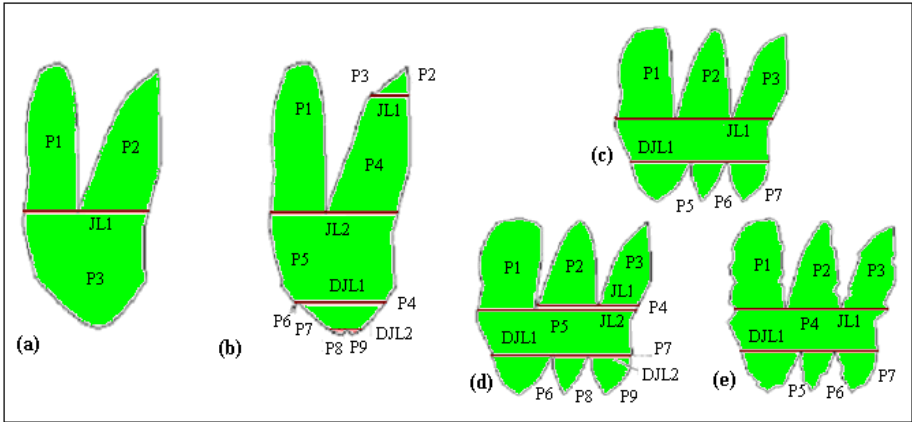 P1
P2
JL1
P3
(a)
P3
P2
P1
JL1
P4
JL2
P5
DJL1
P4
P6
P7
DJL2
P8 P9
(b)
P1
P2
P3
DJL1
JL1
(c)
P5
P6
P7
P1
P2
P3
JL1
P4
DJL1
P5
JL2
P7
DJL2
(d)
P6
P8
P9
P1
P2
P3
DJL1
P4
JL1
P7
P5
P6
(e)